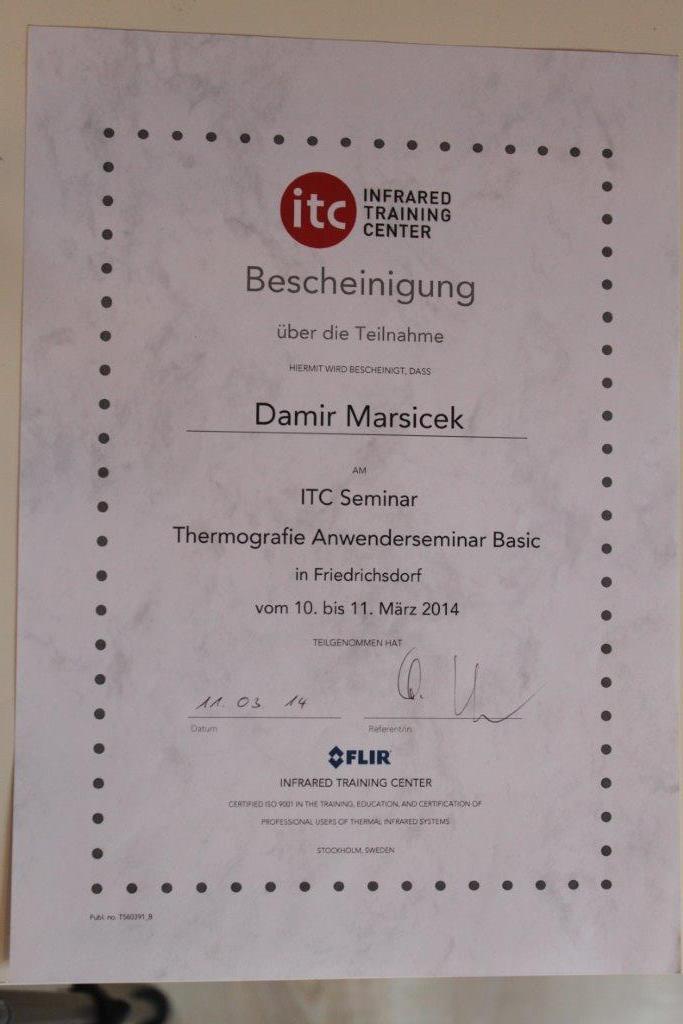 itc INFRARED
TRAINING
CENTER
Bescheinigung
über die Teilnahme
HIERMIT WIRD BESCHEINIGT, DASS
Damir Marsicek
AM
ITC Seminar
Thermografie Anwenderseminar Basic
in Friedrichsdorf
vom 10. bis 11. März 2014
TEILGENOMMEN HAT
11. 03 14
Datum
Referent/in
FLIR
INFRARED TRAINING CENTER
CERTIFIED ISO 9001 IN THE TRAINING, EDUCATION, AND CERTIFICATION OF
PROFESSIONAL USERS OF THERMAL INFRARED SYSTEMS
STOCKHOLM, SWEDEN
Publ. no. T560391_B